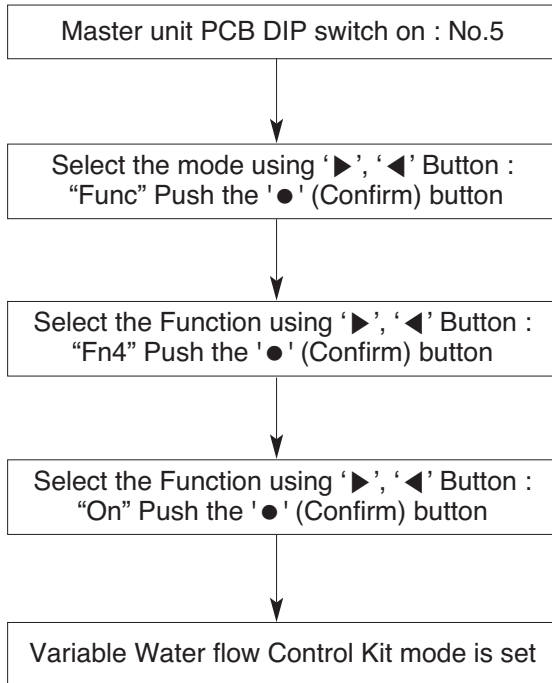 Master unit PCB DIP switch on : No.5
Select the mode using ‘▶’, ‘◀’ Button :
“Func” Push the '●' (Confirm) button
Select the Function using ‘▶’, ‘◀’ Button :
“Fn4” Push the '●' (Confirm) button
Select the Function using ‘▶’, ‘◀’ Button :
“On” Push the '●' (Confirm) button
Variable Water flow Control Kit mode is set